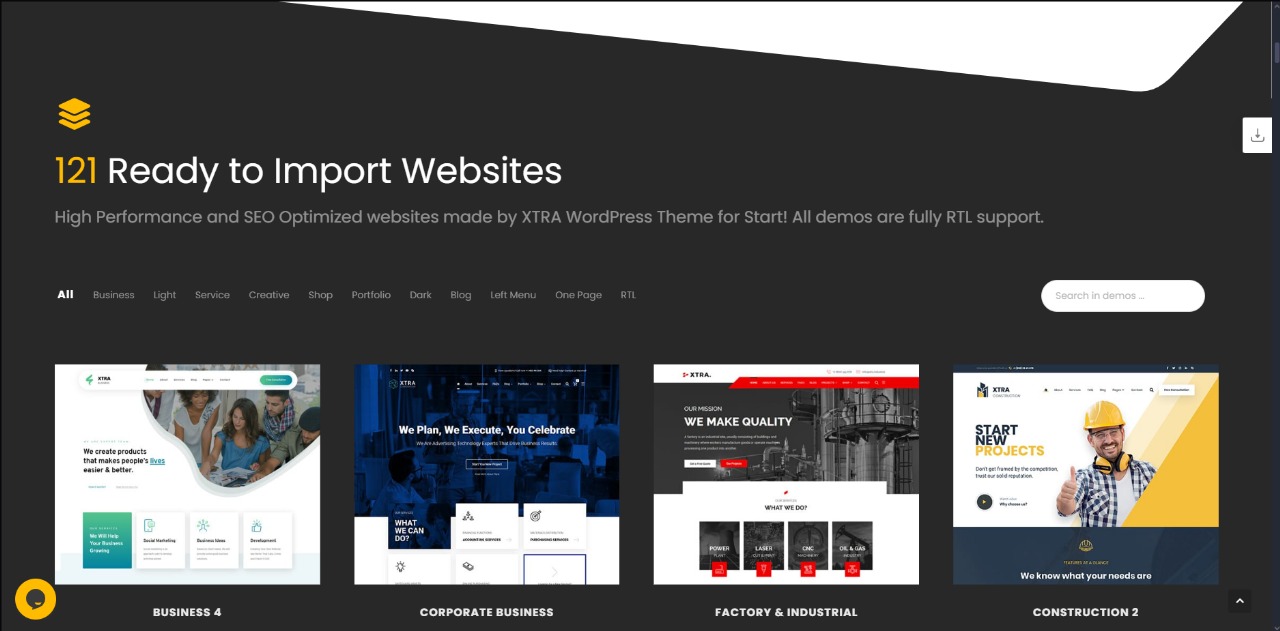 121 Ready to Import Websites
High Performance and SEO Optimized websites made by XTRA WordPress Theme for Start! All demos are fully RTL support.
All Business Light Service Creative Shop Portfolio Dark Blog Left Menu One Page RTL
Search in demos ...
XTRA
We create products
that makes people's lives
easier & better.
We Will Help
Your Business
Growing
Social Marketing
Business Ideas
Development
BUSINESS 4
XTRA
We Plan, We Execute, You Celebrate
We Are Advertising Technology Experts That Drive Business Results
WHAT
WE CAN
DO?
ACCOUNTING SERVICES
PURCHASING SERVICES
CORPORATE BUSINESS
XTRA.
OUR MISSION
WE MAKE QUALITY
Our Projects
WHAT WE DO?
POWER
LASER
CNC
OIL & GAS
FACTORY & INDUSTRIAL
XTRA
CONSTRUCTION
START
NEW
PROJECTS
Don't get framed by the competition,
trust our solid reputation.
Why choose us?
FEATURES AT A GLANCE
We know what your needs are
CONSTRUCTION 2